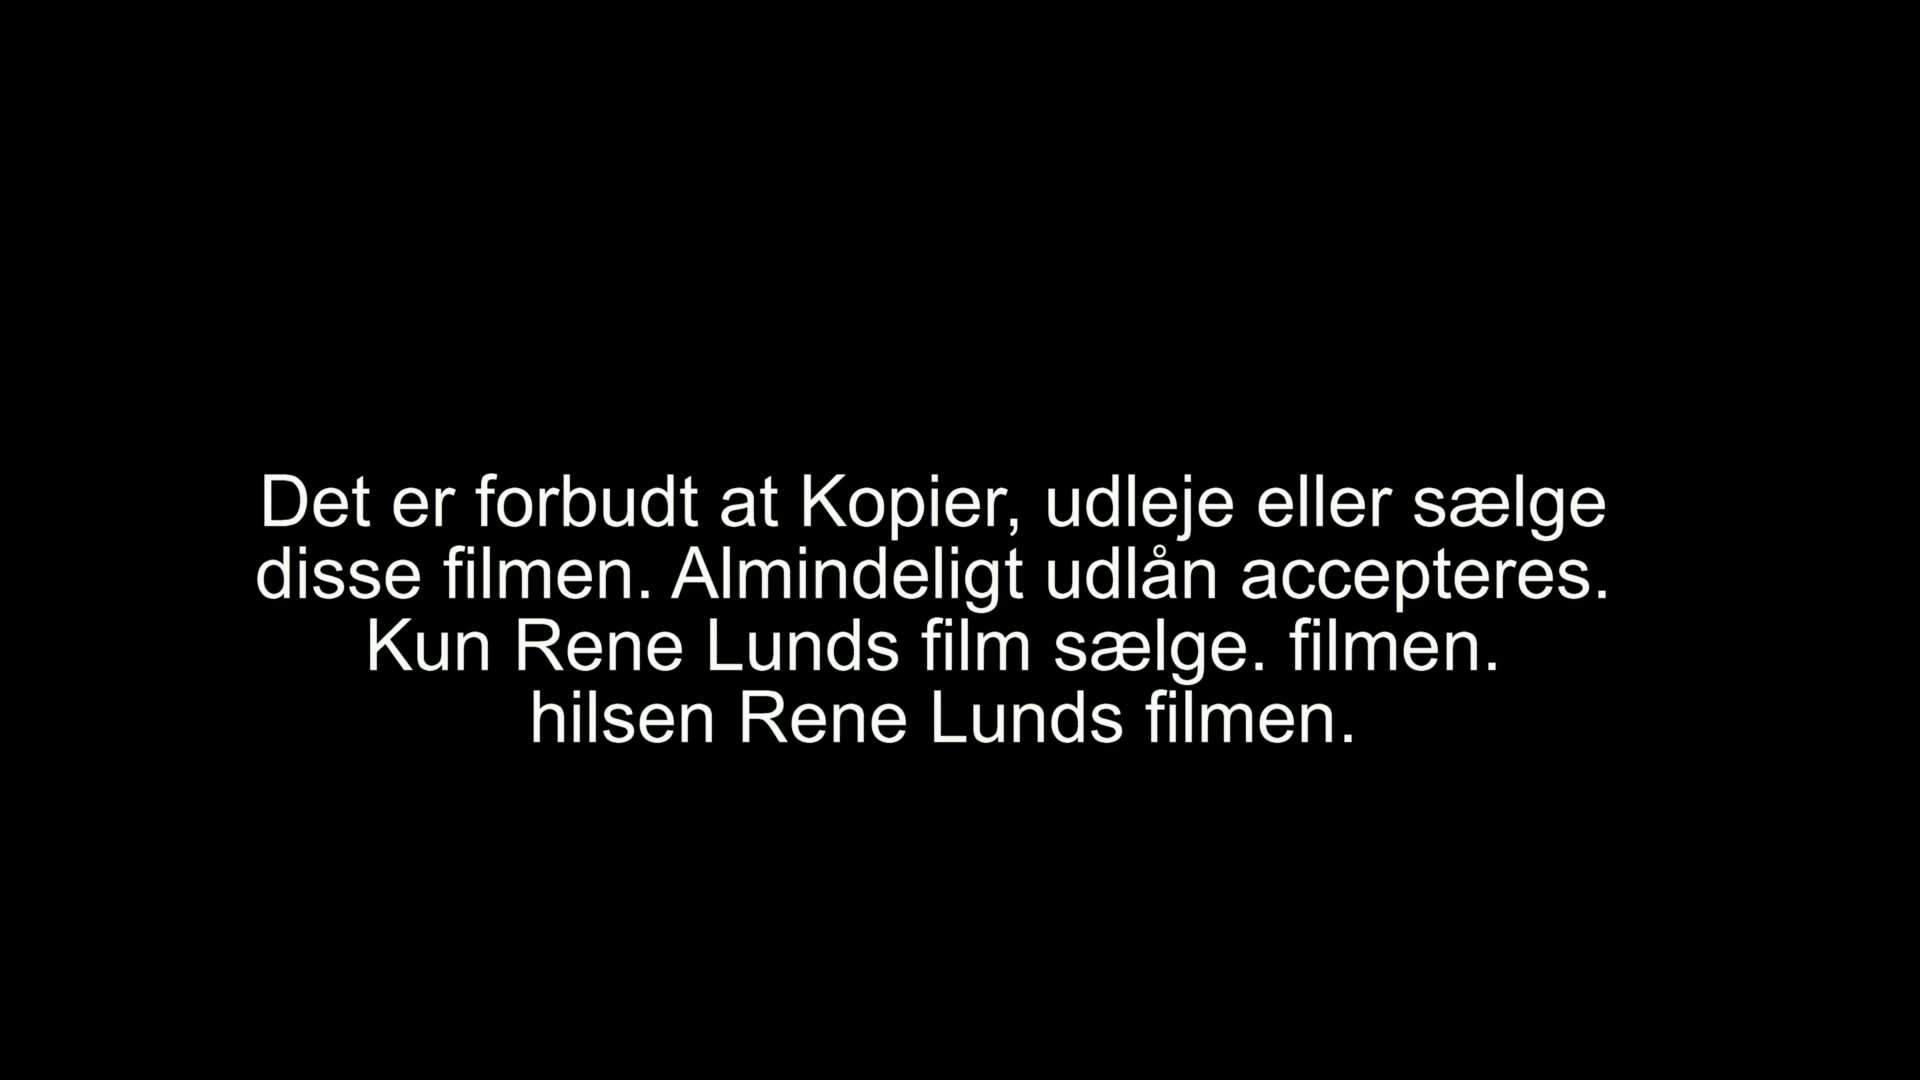 Det er forbudt at Kopier, udleje eller sælge
disse filmen. Almindeligt udlån accepteres.
Kun Rene Lunds film sælge. filmen.
hilsen Rene Lunds filmen.